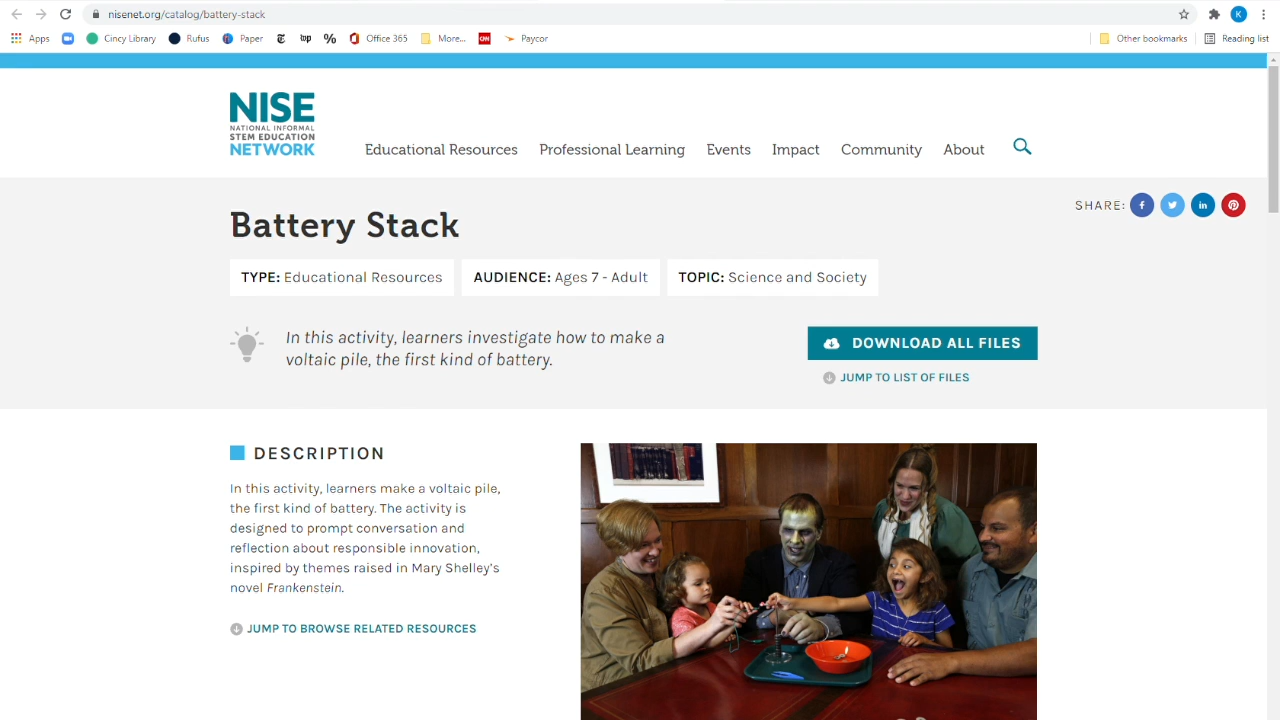 nisenet.org/catalog/battery-stack
K
Apps
Cincy Library
Rufus
Paper
Office 365
More...
CNN
Paycor
Other bookmarks
Reading list
NISE
NATIONAL INFORMAL
STEM EDUCATION
NETWORK
Educational Resources Professional Learning Events Impact Community About
SHARE:
Battery Stack
TYPE: Educational Resources
AUDIENCE: Ages 7 - Adult
TOPIC: Science and Society
In this activity, learners investigate how to make a
voltaic pile, the first kind of battery.
DOWNLOAD ALL FILES
JUMP TO LIST OF FILES
DESCRIPTION
In this activity, learners make a voltaic pile,
the first kind of battery. The activity is
designed to prompt conversation and
reflection about responsible innovation,
inspired by themes raised in Mary Shelley's
novel Frankenstein.
JUMP TO BROWSE RELATED RESOURCES